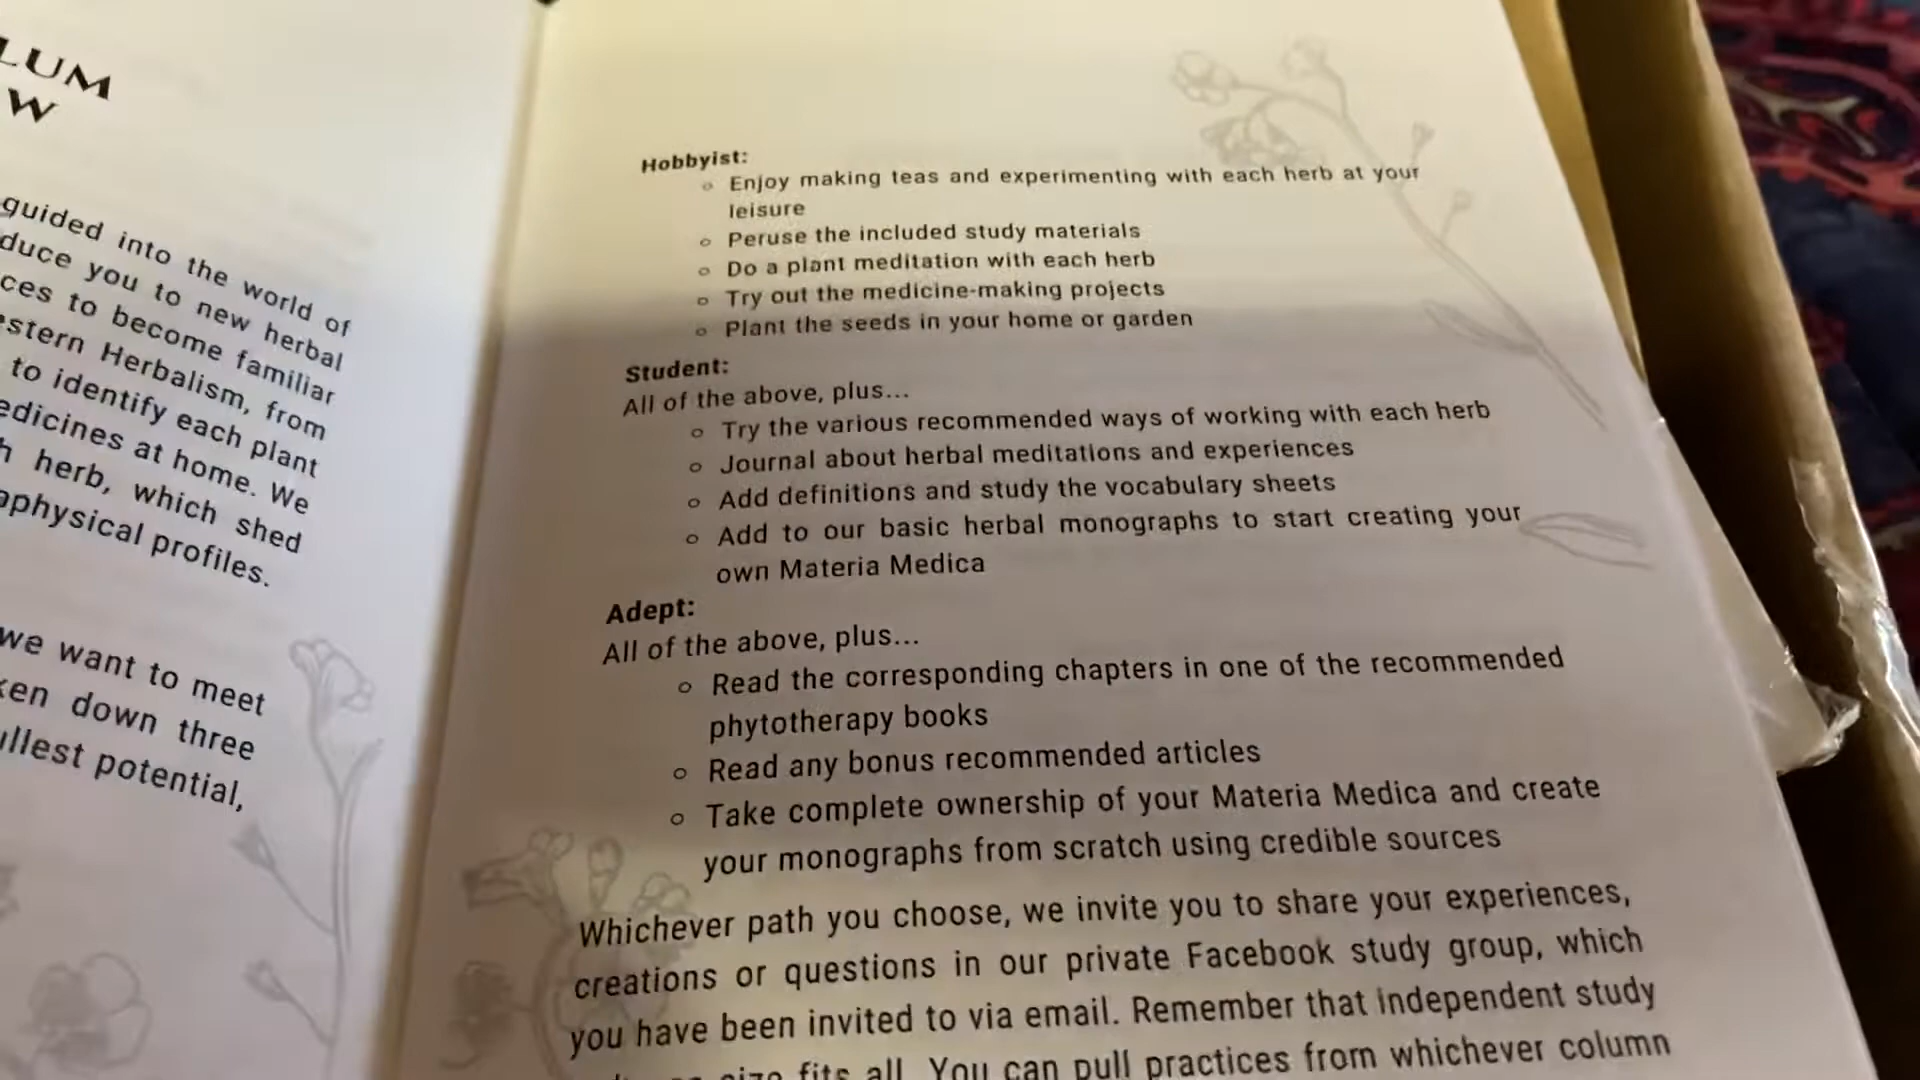 LUM
W
guided into the world of
duce you to new herbal
ces to become familiar
stern Herbalism, from
to identify each plant
edicines at home. We
h herb, which shed
aphysical profiles.
we want to meet
ken down three
ullest potential,
Hobbyist:
○ Enjoy making teas and experimenting with each herb at your
leisure
○ Peruse the included study materials
○ Do a plant meditation with each herb
○ Try out the medicine-making projects
○ Plant the seeds in your home or garden
Student:
All of the above, plus...
○ Try the various recommended ways of working with each herb
○ Journal about herbal meditations and experiences
○ Add definitions and study the vocabulary sheets
○ Add to our basic herbal monographs to start creating your
own Materia Medica
Adept:
All of the above, plus...
○ Read the corresponding chapters in one of the recommended
phytotherapy books
○ Read any bonus recommended articles
○ Take complete ownership of your Materia Medica and create
your monographs from scratch using credible sources
Whichever path you choose, we invite you to share your experiences,
creations or questions in our private Facebook study group, which
you have been invited to via email. Remember that independent study
size fits all. You can pull practices from whichever column